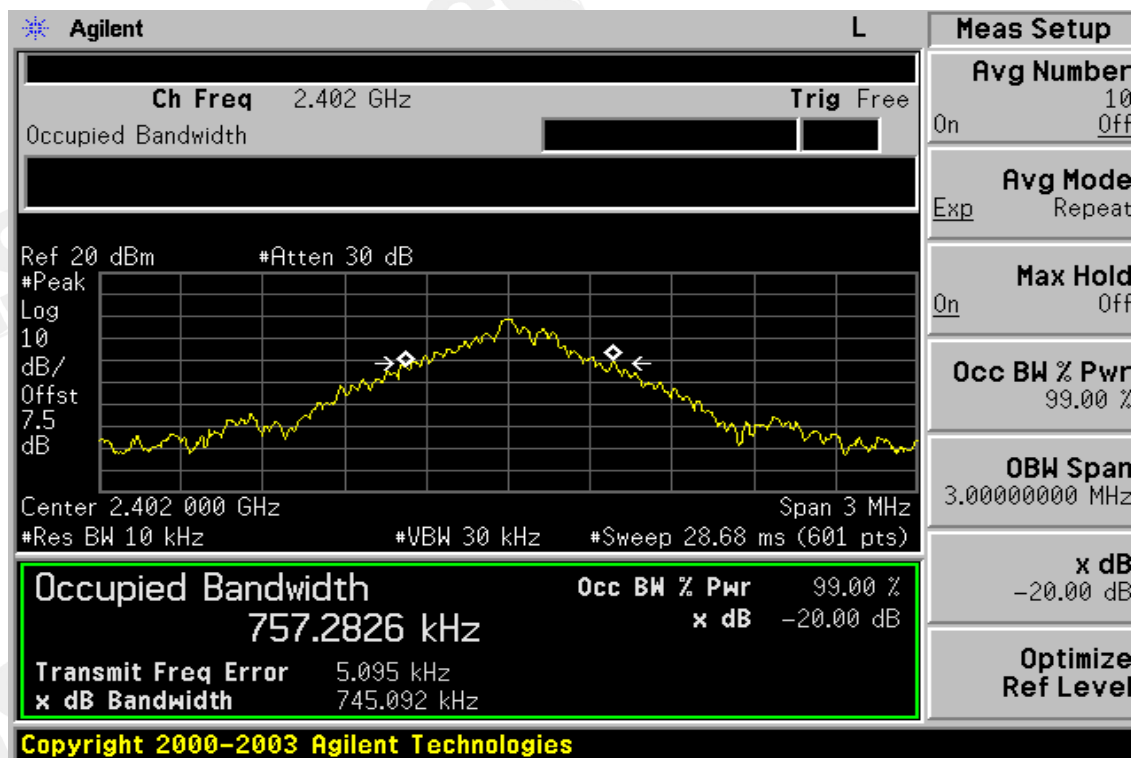 Agilent L Meas Setup
Ch Freq 2.402 GHz Trig Free
Occupied Bandwidth
Avg Number
10
On Off
Avg Mode
Exp Repeat
Max Hold
On Off
Occ BW % Pwr
99.00 %
OBW Span
3.00000000 MHz
x dB
-20.00 dB
Optimize
Ref Level
Ref 20 dBm #Atten 30 dB
#Peak
Log
10
dB/
Offst
7.5
dB
Center 2.402 000 GHz Span 3 MHz
#Res BW 10 kHz #VBW 30 kHz #Sweep 28.68 ms (601 pts)
Occupied Bandwidth Occ BW % Pwr 99.00 %
757.2826 kHz x dB -20.00 dB
Transmit Freq Error 5.095 kHz
x dB Bandwidth 745.092 kHz
Copyright 2000-2003 Agilent Technologies